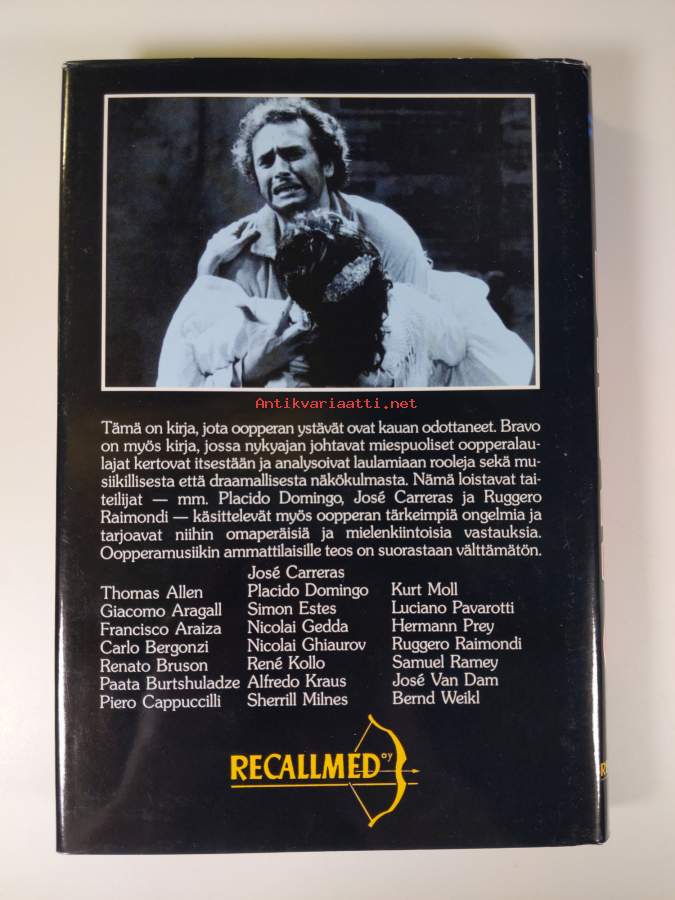 Antikvariaatti.net
Tämä on kirja, jota oopperan ystävät ovat kauan odottaneet. Bravo
on myös kirja, jossa nykyajan johtavat miespuoliset oopperalau-
lajat kertovat itsestään ja analysoivat laulamiaan rooleja sekä mu-
siikillisesta että draamallisesta näkökulmasta. Nämä loistavat tai-
teilijat — mm. Placido Domingo, José Carreras ja Ruggero
Raimondi — käsittelevät myös oopperan tärkeimpiä ongelmia ja
tarjoavat niihin omaperäisiä ja mielenkiintoisia vastauksia.
Oopperamusiikin ammattilaisille teos on suorastaan välttämätön.
Thomas Allen
Giacomo Aragall
Francisco Araiza
Carlo Bergonzi
Renato Bruson
Paata Burtshuladze
Piero Cappuccilli
José Carreras
Placido Domingo
Simon Estes
Nicolai Gedda
Nicolai Ghiaurov
René Kollo
Alfredo Kraus
Sherrill Milnes
Kurt Moll
Luciano Pavarotti
Hermann Prey
Ruggero Raimondi
Samuel Ramey
José Van Dam
Bernd Weikl
RECALLMED oy